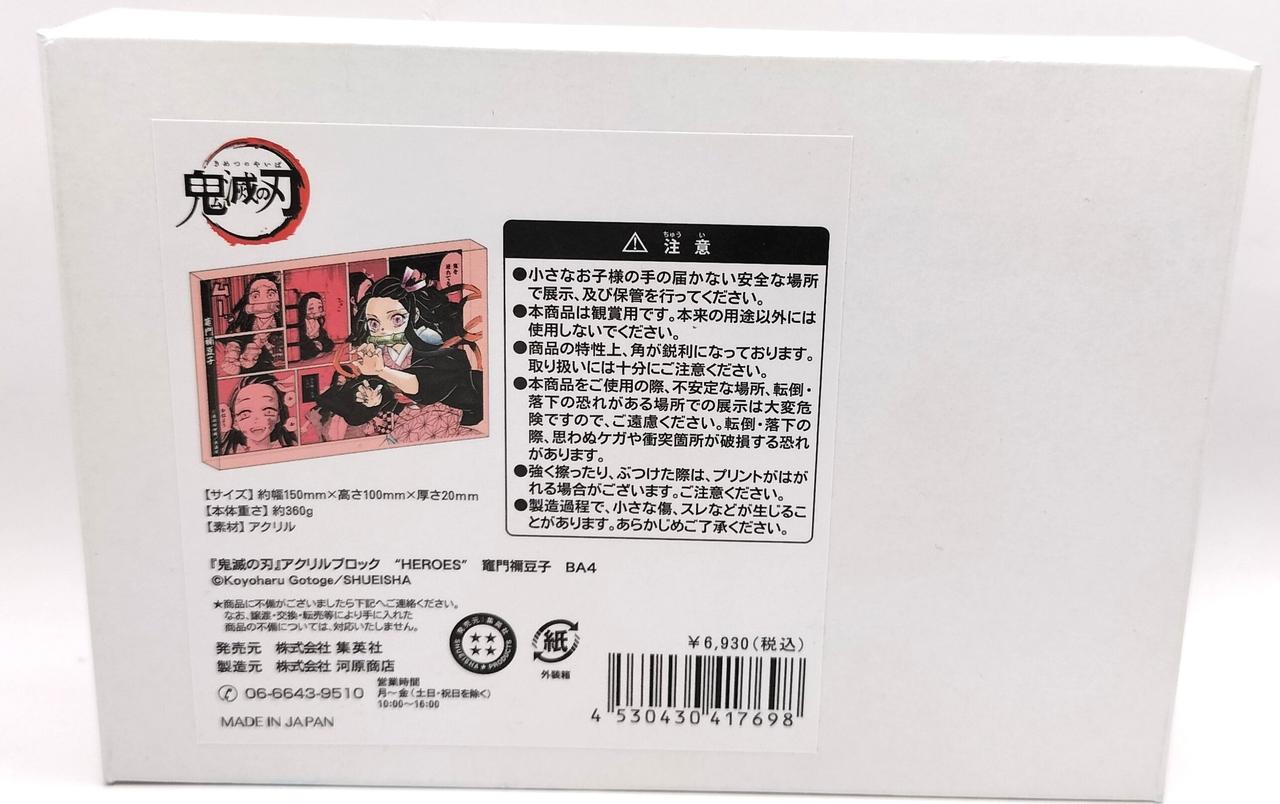 きめつのやいば
鬼滅の刃
竈門禰豆子
【サイズ】約幅150mm×高さ100mm×厚さ20mm
【本体重さ】約360g
【素材】アクリル
⚠ 注意
ちゅう い
●小さなお子様の手の届かない安全な場所
で展示、及び保管を行ってください。
●本商品は観賞用です。本来の用途以外には
使用しないでください。
●商品の特性上、角が鋭利になっております。
取り扱いには十分にご注意ください。
●本商品をご使用の際、不安定な場所、転倒・
落下の恐れがある場所での展示は大変危
険ですので、ご遠慮ください。転倒・落下の
際、思わぬケガや衝突箇所が破損する恐れ
があります。
●強く擦ったり、ぶつけた際は、プリントがはが
れる場合がございます。ご注意ください。
●製造過程で、小さな傷、スレなどが生じるこ
とがあります。あらかじめご了承ください。
『鬼滅の刃』アクリルブロック “HEROES” 竈門禰豆子 BA4
©Koyoharu Gotoge/SHUEISHA
★商品に不備がございましたら下記へご連絡ください。
なお、譲渡・交換・転売等により手に入れた
商品の不備については、対応いたしません。
発売元 株式会社 集英社
製造元 株式会社 河原商店
06-6643-9510
営業時間
月〜金(土日・祝日を除く)
10:00〜16:00
MADE IN JAPAN
発売元:集英社
SHUEISHA PRODUCTS
紙
外装箱
¥6,930(税込)
4 530430 417698